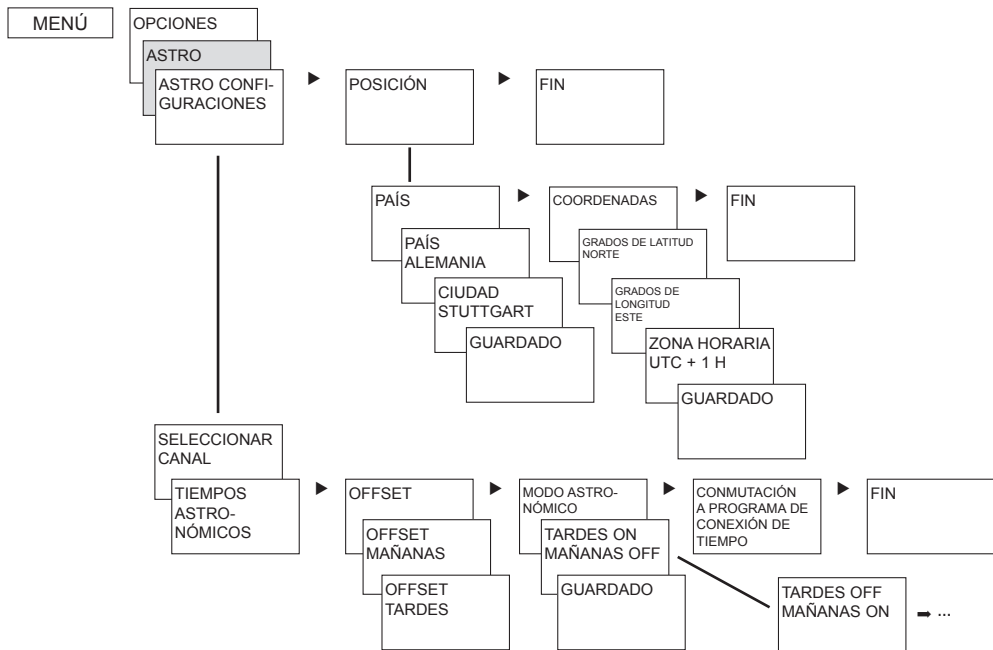 MENÚ
OPCIONES
ASTRO
ASTRO CONFI-
GURACIONES
POSICIÓN
FIN
PAÍS
PAÍS
ALEMANIA
CIUDAD
STUTTGART
GUARDADO
COORDENADAS
GRADOS DE LATITUD
NORTE
GRADOS DE
LONGITUD
ESTE
ZONA HORARIA
UTC + 1 H
GUARDADO
FIN
SELECCIONAR
CANAL
TIEMPOS
ASTRO-
NÓMICOS
OFFSET
OFFSET
MAÑANAS
OFFSET
TARDES
MODO ASTRO-
NÓMICO
TARDES ON
MAÑANAS OFF
GUARDADO
CONMUTACIÓN
A PROGRAMA DE
CONEXIÓN DE
TIEMPO
FIN
TARDES OFF
MAÑANAS ON
➡ ...